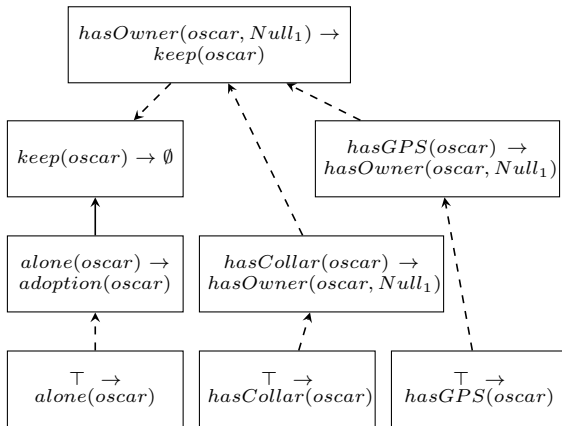 hasOwner(oscar, Null₁) →
keep(oscar)
keep(oscar) → ∅
hasGPS(oscar) →
hasOwner(oscar, Null₁)
alone(oscar) →
adoption(oscar)
hasCollar(oscar) →
hasOwner(oscar, Null₁)
⊤ →
alone(oscar)
⊤ →
hasCollar(oscar)
⊤ →
hasGPS(oscar)